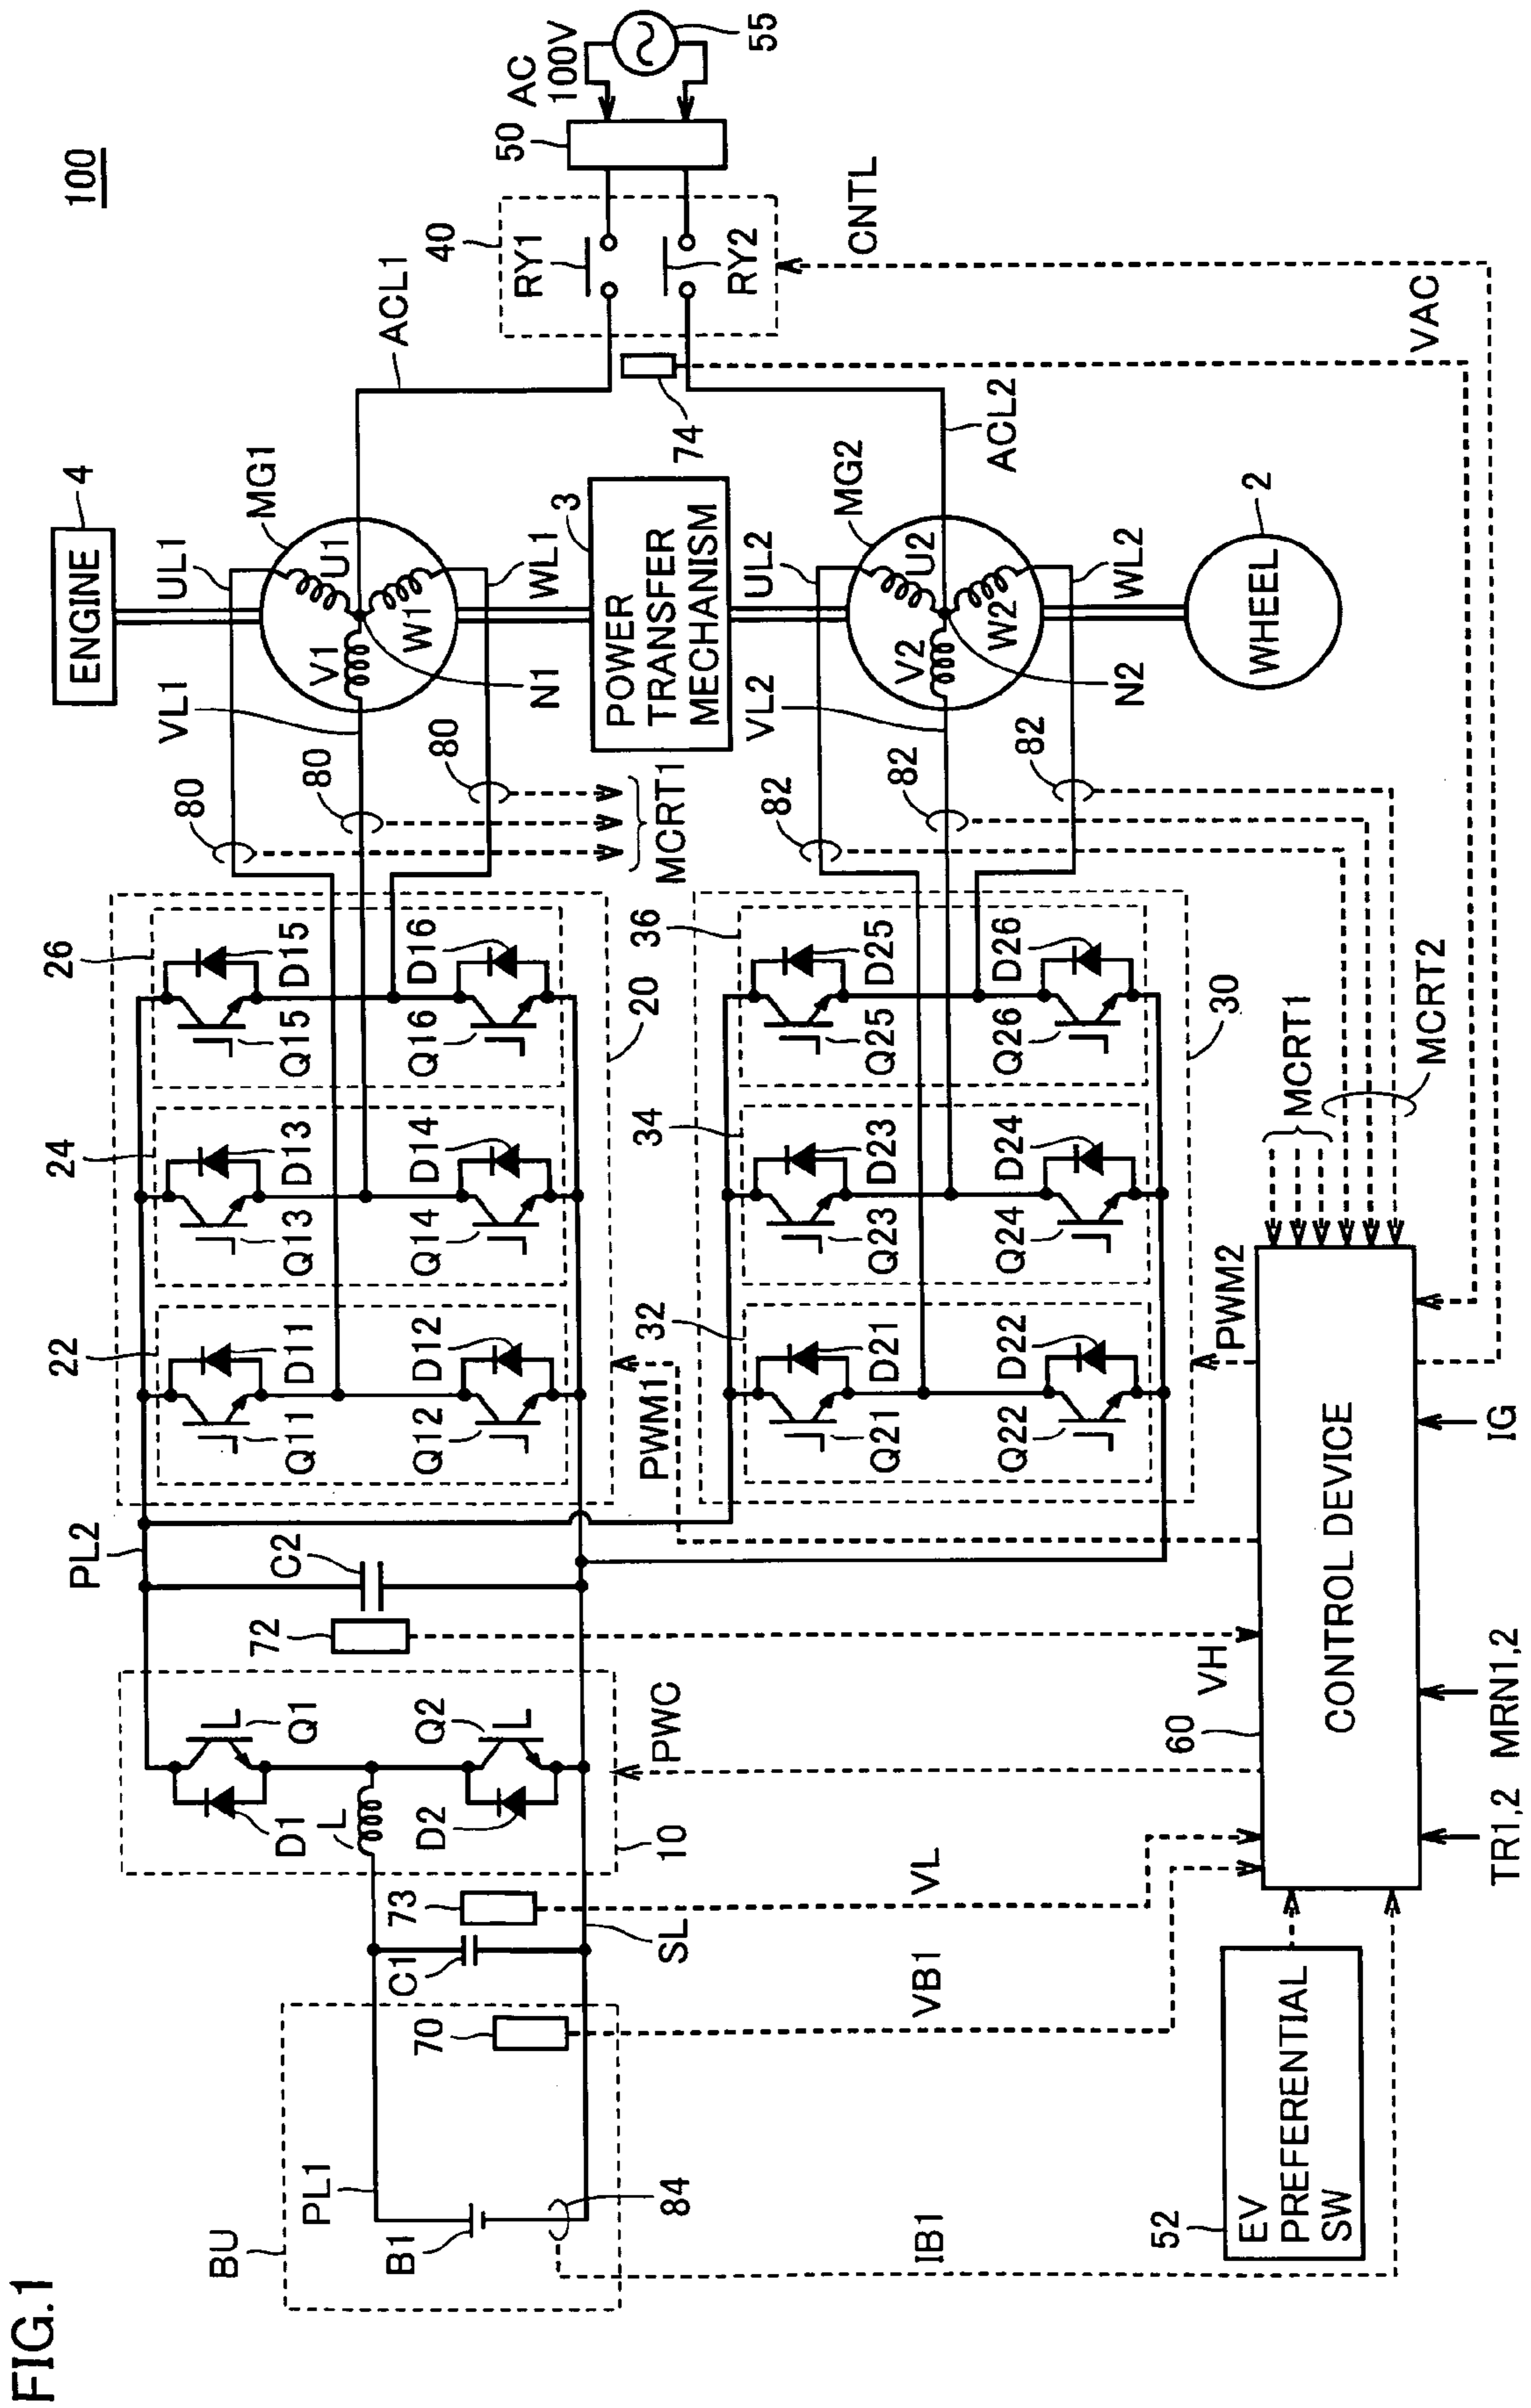 FIG.1
100
BU
PL1
B1
84
70
IB1
VB1
C1
73
SL
VL
10
D1
L
D2
Q1
Q2
PWC
72
C2
VH
PL2
22
Q11
D11
Q12
D12
24
Q13
D13
Q14
D14
26
Q15
D15
Q16
D16
20
PWM1
32
Q21
D21
Q22
D22
34
Q23
D23
Q24
D24
36
Q25
D25
Q26
D26
30
PWM2
80
80
80
MCRT1
82
82
82
MCRT1
MCRT2
VL1
UL1
WL1
ENGINE
4
MG1
U1
V1
W1
N1
POWER
TRANSFER
MECHANISM
3
VL2
UL2
WL2
MG2
U2
V2
W2
N2
WHEEL
2
ACL1
ACL2
74
40
RY1
RY2
CNTL
VAC
50
AC
100V
55
60
CONTROL DEVICE
TR1,2
MRN1,2
IG
52
EV
PREFERENTIAL
SW